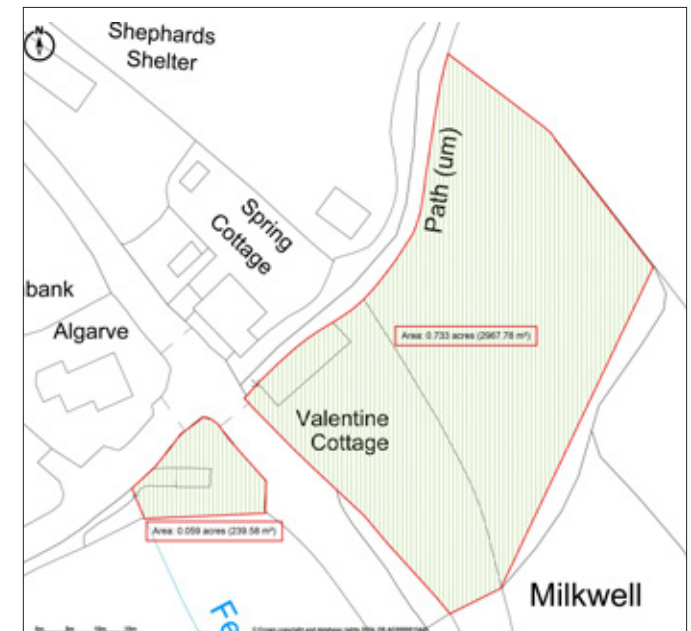 N
Shephards
Shelter
Path (um)
Spring
Cottage
bank
Algarve
Area: 0.733 acres (2967.76 m²)
Valentine
Cottage
Area: 0.059 acres (239.58 m²)
Milkwell
Fe